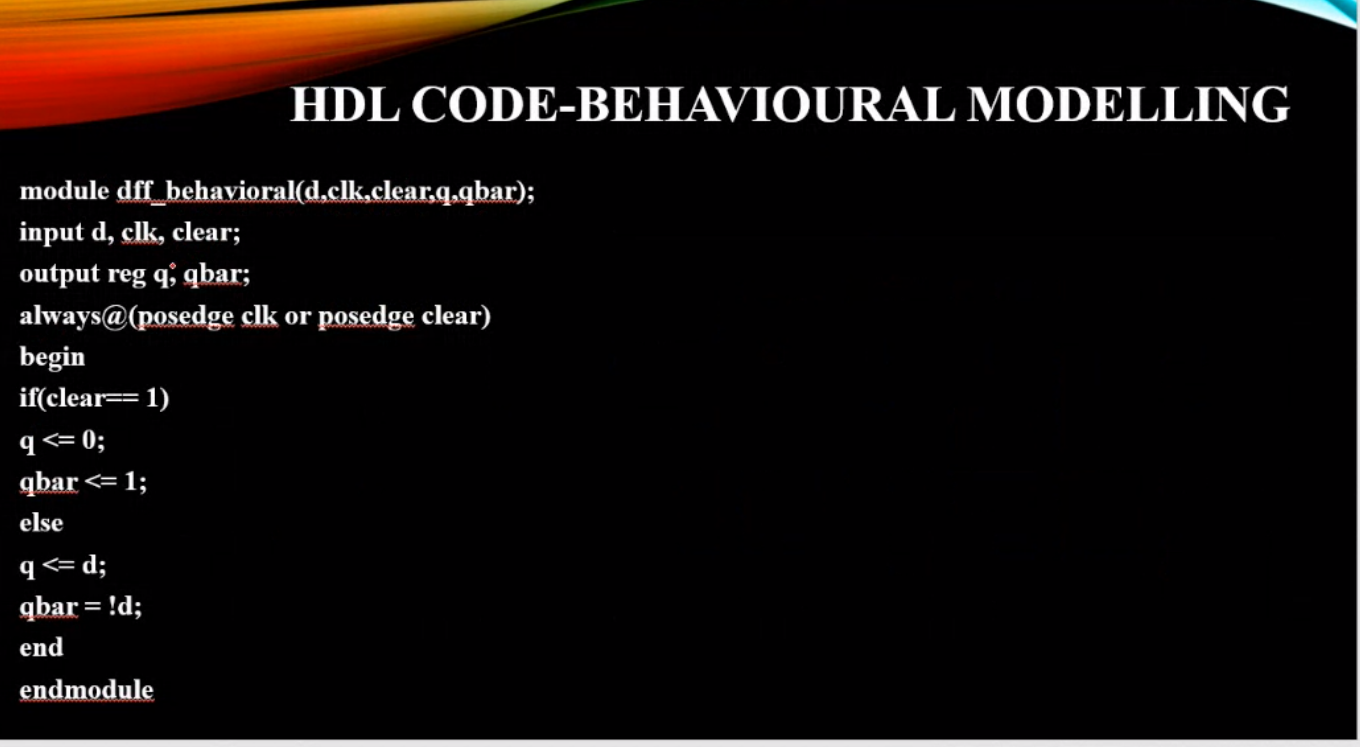 HDL CODE-BEHAVIOURAL MODELLING
module dff_behavioral(d,clk,clear,q,qbar);
input d, clk, clear;
output reg q, qbar;
always@(posedge clk or posedge clear)
begin
if(clear== 1)
q <= 0;
qbar <= 1;
else
q <= d;
qbar = !d;
end
endmodule